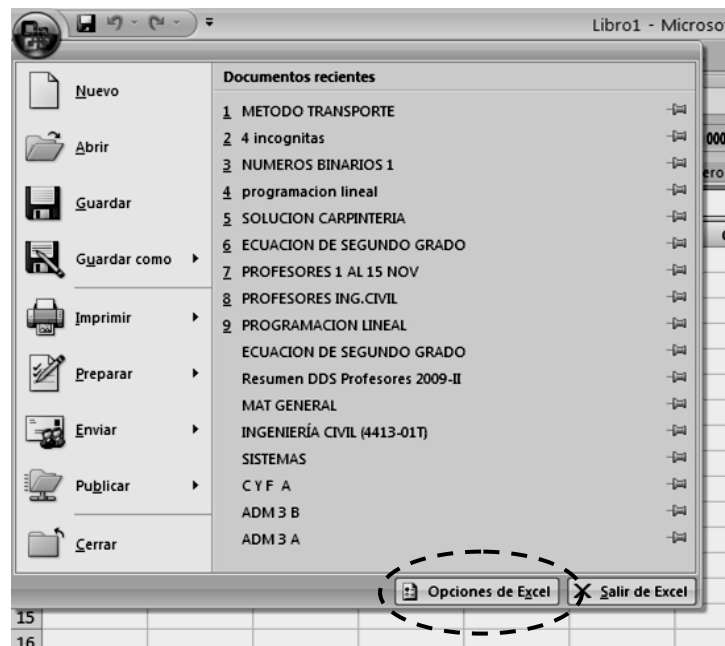 Libro1 - Microso
Nuevo
Abrir
Guardar
Guardar como
Imprimir
Preparar
Enviar
Publicar
Cerrar
Documentos recientes
1 METODO TRANSPORTE
2 4 incognitas
3 NUMEROS BINARIOS 1
4 programacion lineal
5 SOLUCION CARPINTERIA
6 ECUACION DE SEGUNDO GRADO
7 PROFESORES 1 AL 15 NOV
8 PROFESORES ING.CIVIL
9 PROGRAMACION LINEAL
ECUACION DE SEGUNDO GRADO
Resumen DDS Profesores 2009-II
MAT GENERAL
INGENIERÍA CIVIL (4413-01T)
SISTEMAS
C Y F A
ADM 3 B
ADM 3 A
000
ero
Opciones de Excel
Salir de Excel
15
16